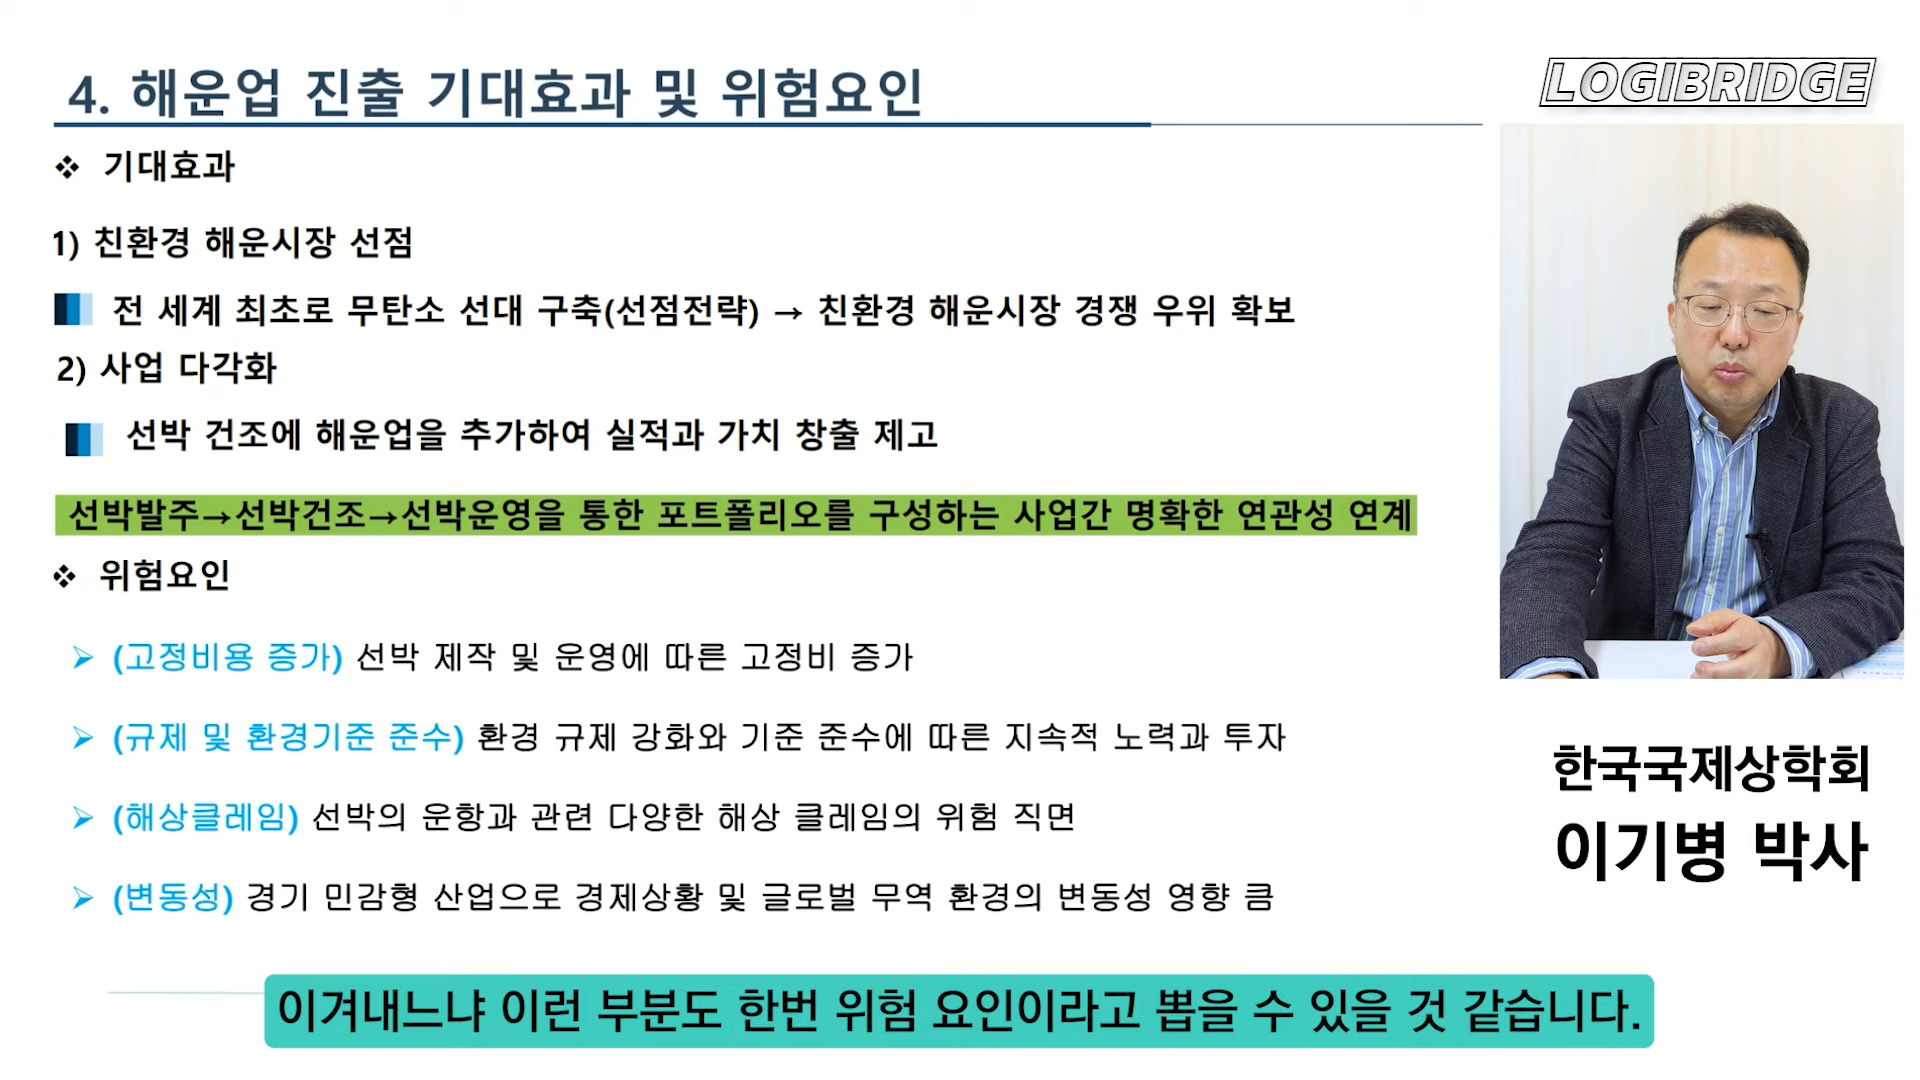 4. 해운업 진출 기대효과 및 위험요인
LOGIBRIDGE
❖ 기대효과
1) 친환경 해운시장 선점
전 세계 최초로 무탄소 선대 구축(선점전략) → 친환경 해운시장 경쟁 우위 확보
2) 사업 다각화
선박 건조에 해운업을 추가하여 실적과 가치 창출 제고
선박발주→선박건조→선박운영을 통한 포트폴리오를 구성하는 사업간 명확한 연관성 연계
❖ 위험요인
➢ (고정비용 증가) 선박 제작 및 운영에 따른 고정비 증가
➢ (규제 및 환경기준 준수) 환경 규제 강화와 기준 준수에 따른 지속적 노력과 투자
➢ (해상클레임) 선박의 운항과 관련 다양한 해상 클레임의 위험 직면
➢ (변동성) 경기 민감형 산업으로 경제상황 및 글로벌 무역 환경의 변동성 영향 큼
한국국제상학회
이기병 박사
이겨내느냐 이런 부분도 한번 위험 요인이라고 뽑을 수 있을 것 같습니다.